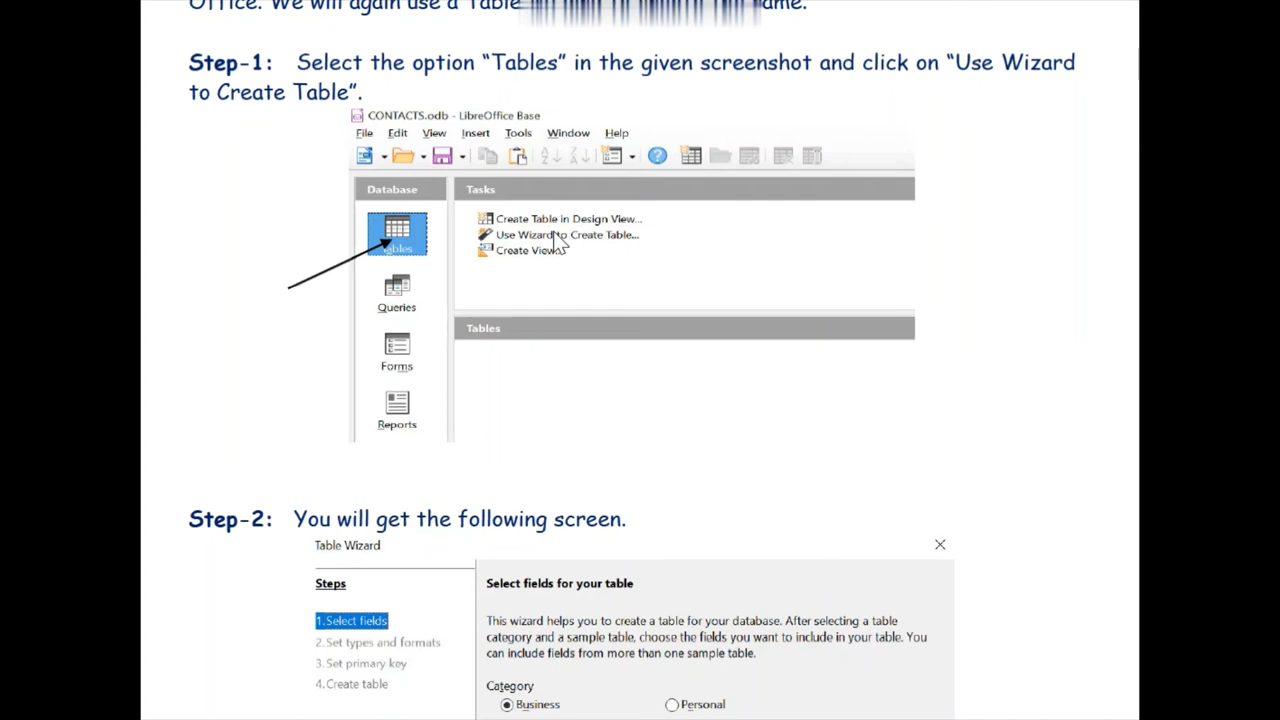 Office. We will again use a Table
Step-1: Select the option “Tables” in the given screenshot and click on “Use Wizard
to Create Table”.
CONTACTS.odb - LibreOffice Base
File Edit View Insert Tools Window Help
Database
Tasks
Tables
Create Table in Design View...
Use Wizard to Create Table...
Create View...
Queries
Tables
Forms
Reports
Step-2: You will get the following screen.
Table Wizard
Steps
Select fields for your table
1.Select fields
This wizard helps you to create a table for your database. After selecting a table
2.Set types and formats
category and a sample table, choose the fields you want to include in your table. You
3.Set primary key
can include fields from more than one sample table.
4.Create table
Category
Business Personal